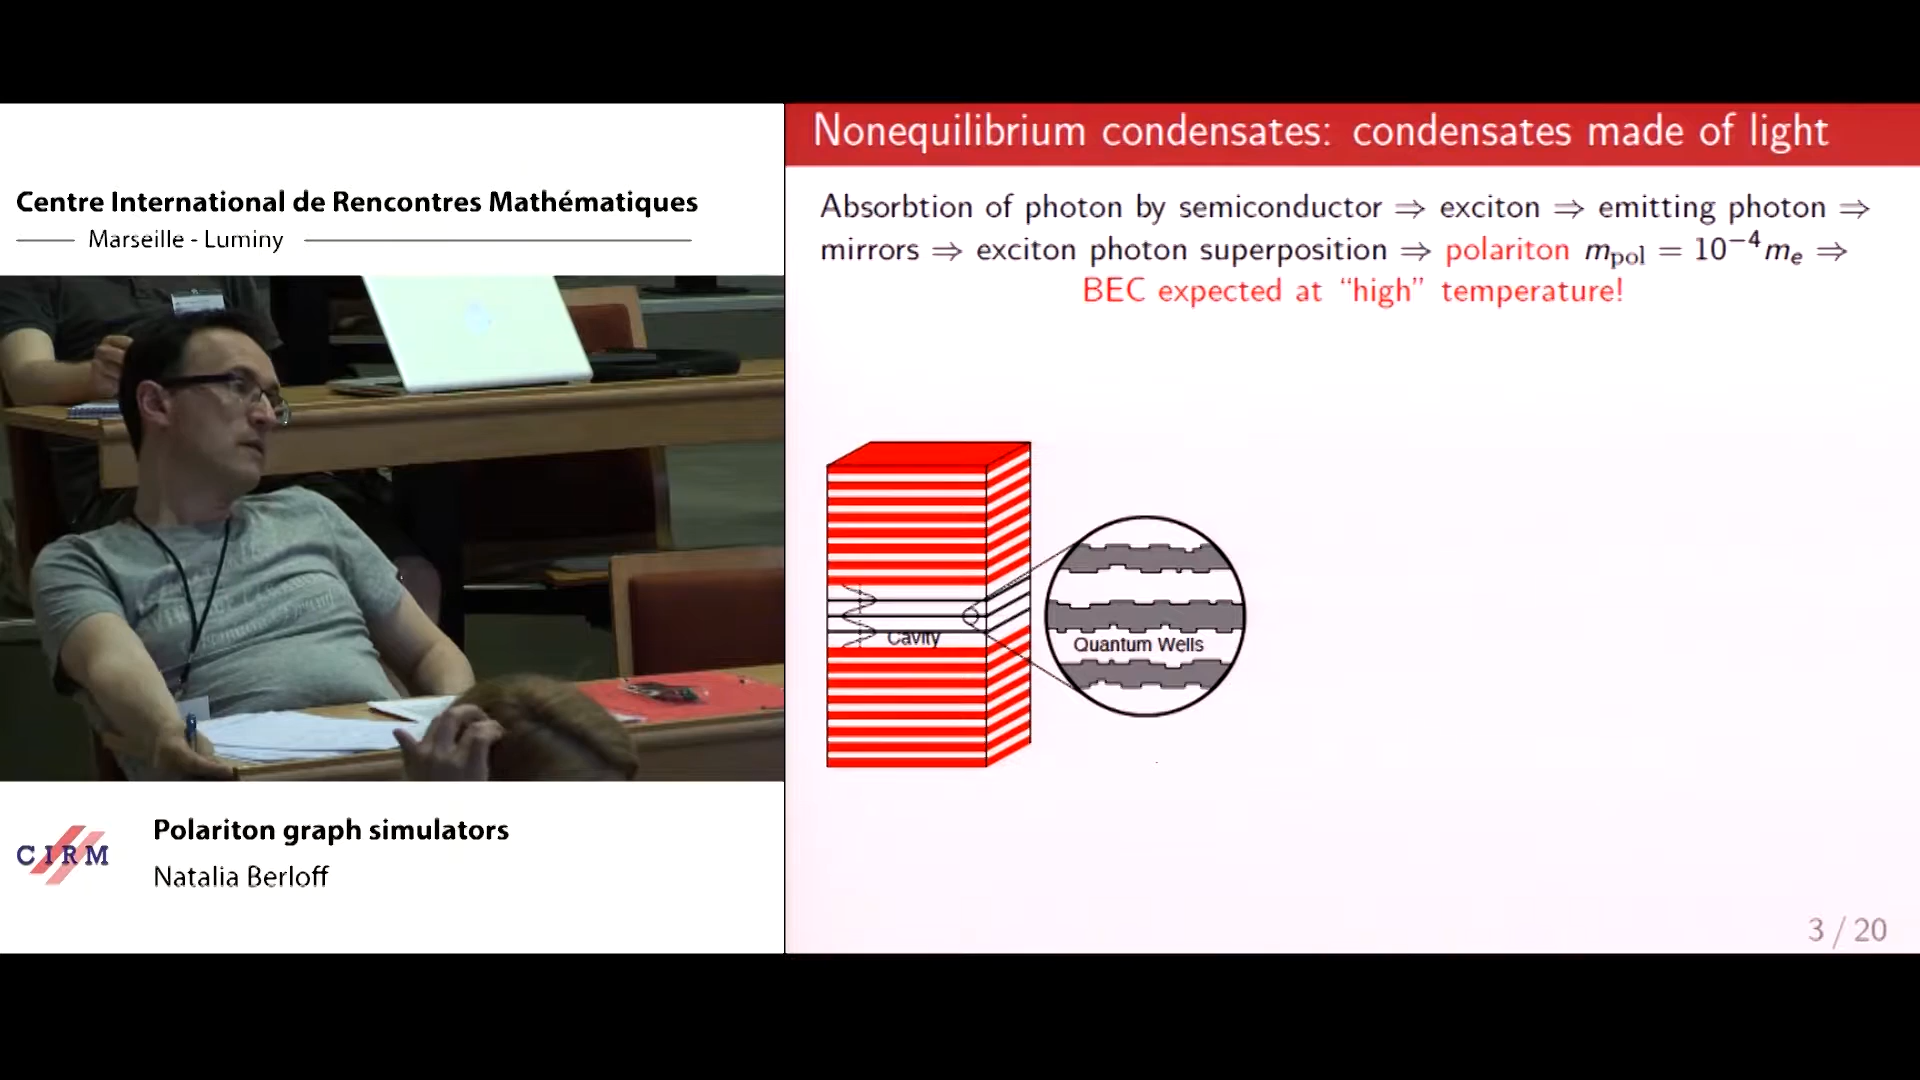 Centre International de Rencontres Mathématiques
Marseille - Luminy
Polariton graph simulators
Natalia Berloff
CIRM
Nonequilibrium condensates: condensates made of light
Absorbtion of photon by semiconductor ⇒ exciton ⇒ emitting photon ⇒
mirrors ⇒ exciton photon superposition ⇒ polariton m_pol = 10⁻⁴mₑ ⇒
BEC expected at “high” temperature!
Cavity
Quantum Wells
3 / 20